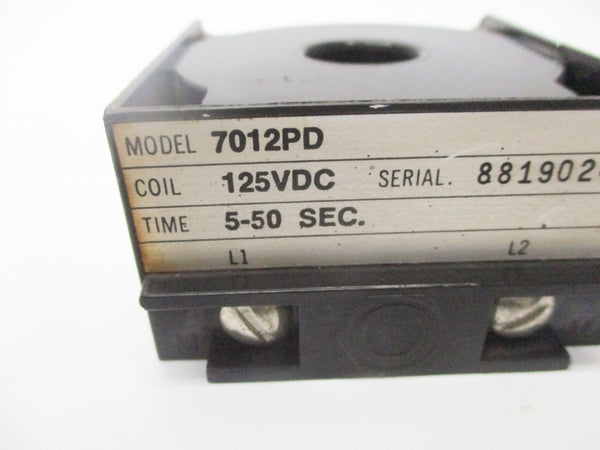 MODEL 7012PD
COIL 125VDC SERIAL. 881902
TIME 5-50 SEC.
L1 L2